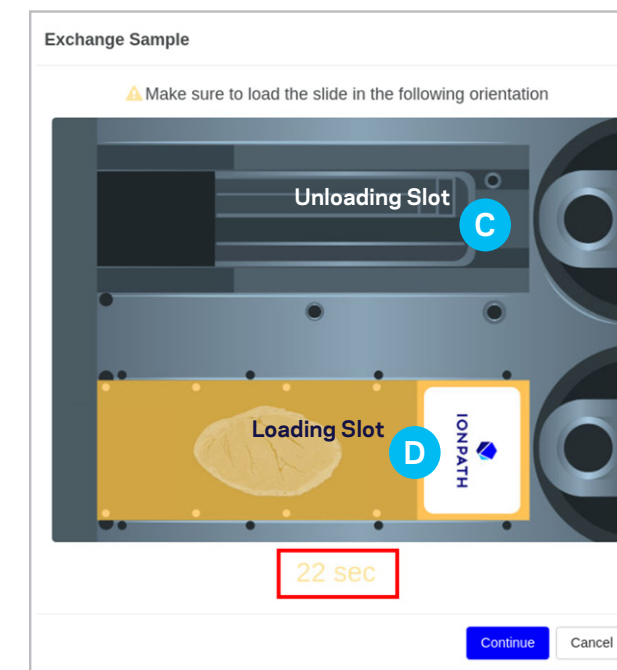 Exchange Sample
Make sure to load the slide in the following orientation
Unloading Slot
C
Loading Slot
D
IONPATH
22 sec
Continue
Cancel